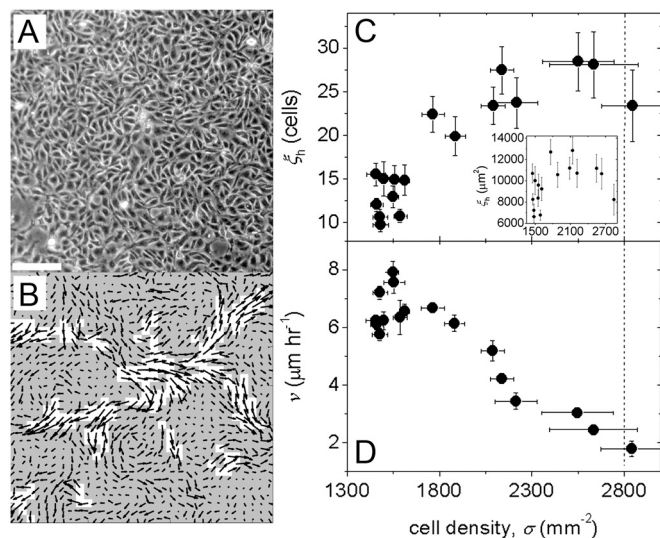 A
B
C
30
25
20
15
10
ξh (cells)
14000
12000
10000
8000
6000
ξh (μm²)
1500 2100 2700
8
6
4
2
ν (μm hr⁻¹)
D
1300 1800 2300 2800
cell density, σ (mm⁻²)